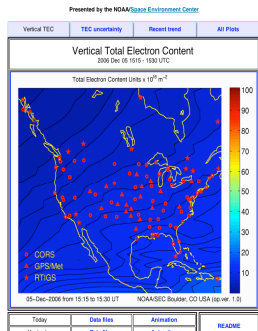 Presented by the NOAA/Space Environment Center
Vertical TEC TEC uncertainty Recent trend All Plots
Vertical Total Electron Content
2006 Dec 05 1515 - 1530 UTC
Total Electron Content Units x 10¹⁶ m⁻²
100
90
80
70
60
50
40
30
20
10
CORS
GPS/Met
RTIGS
05-Dec-2006 from 15:15 to 15:30 UT NOAA/SEC Boulder, CO USA (op.ver. 1.0)
Today Data files Animation
README